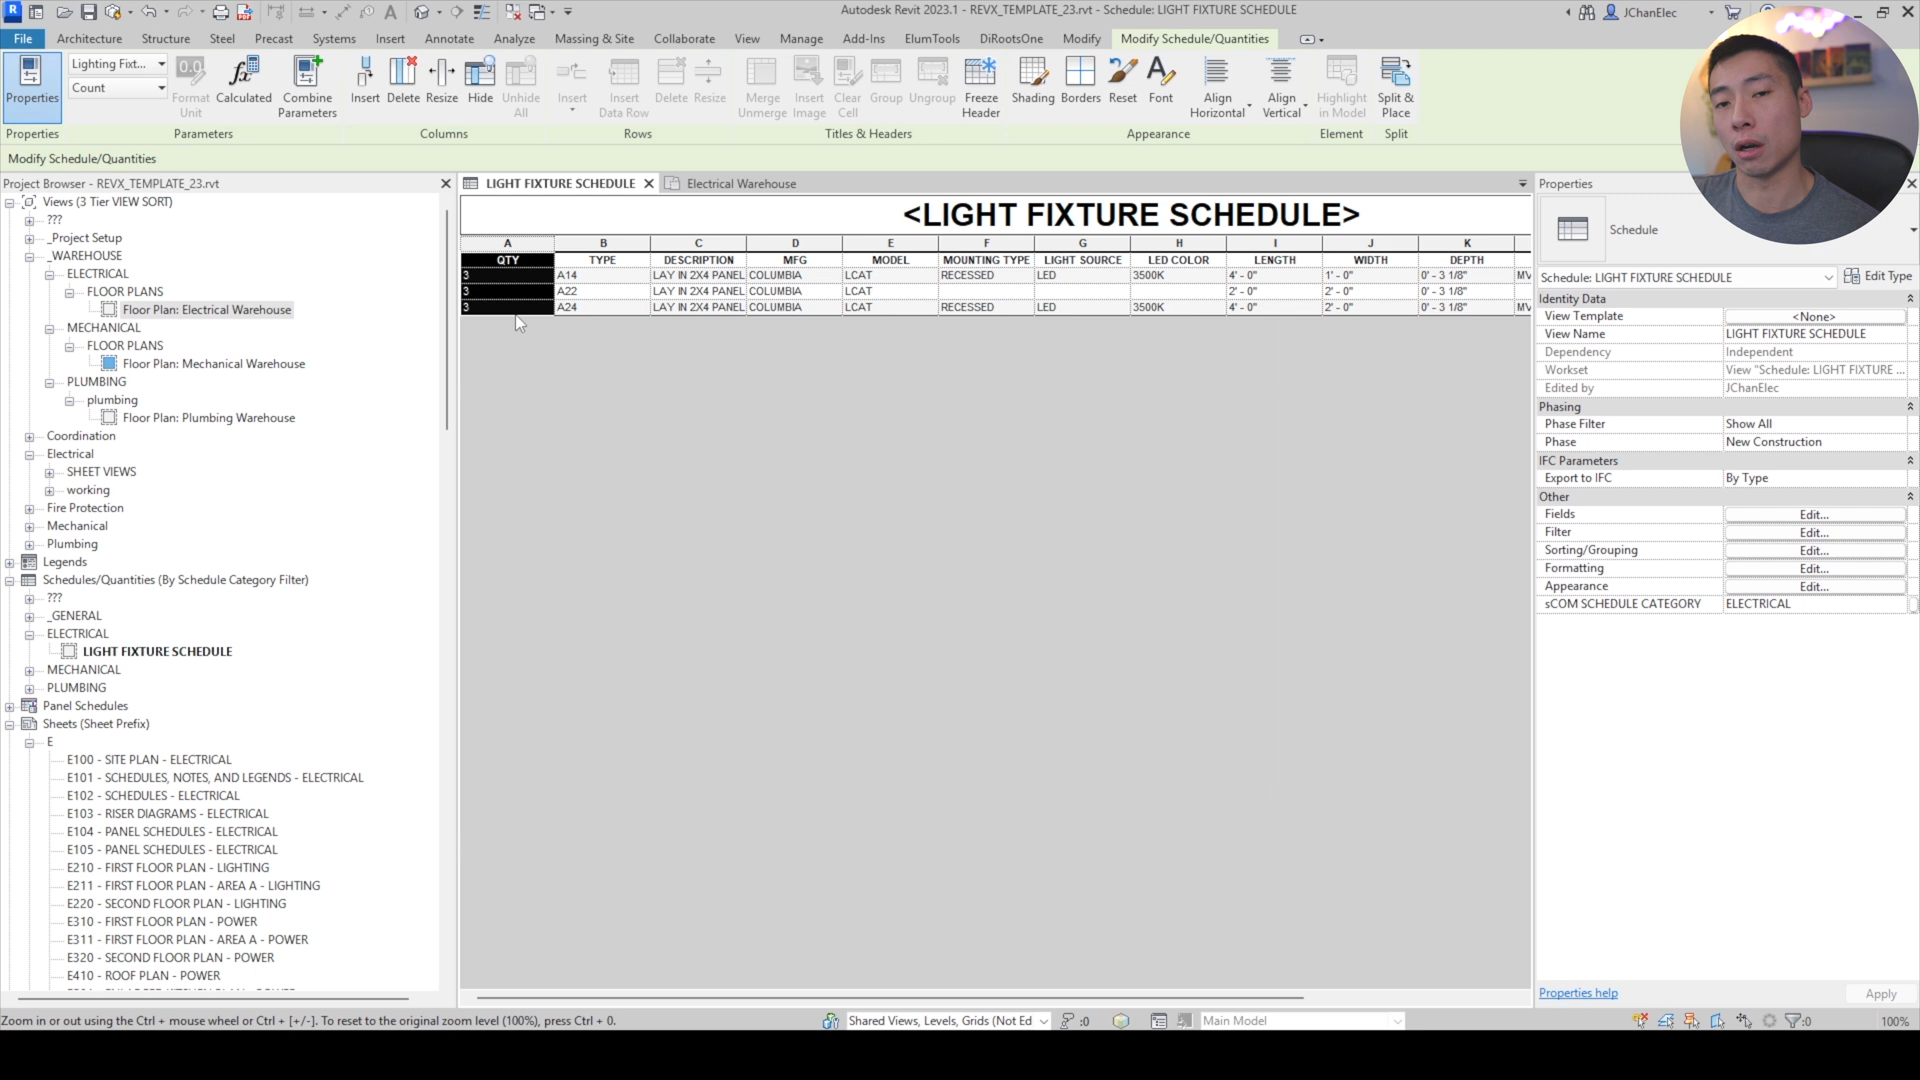 Autodesk Revit 2023.1 - REVX_TEMPLATE_23.rvt - Schedule: LIGHT FIXTURE SCHEDULE
JChanElec
File Architecture Structure Steel Precast Systems Insert Annotate Analyze Massing & Site Collaborate View Manage Add-Ins ElumTools DiRootsOne Modify Modify Schedule/Quantities
Lighting Fixt...
Count
Properties
Format Unit
Calculated
Combine Parameters
Insert Delete Resize Hide Unhide All
Insert Insert Data Row Delete Resize
Merge Unmerge Insert Image Clear Cell Group Ungroup Freeze Header
Shading Borders Reset Font Align Horizontal Align Vertical
Highlight in Model
Split & Place
Properties Parameters Columns Rows Titles & Headers Appearance Element Split
Modify Schedule/Quantities
Project Browser - REVX_TEMPLATE_23.rvt
Views (3 Tier VIEW SORT)
???
_Project Setup
_WAREHOUSE
ELECTRICAL
FLOOR PLANS
Floor Plan: Electrical Warehouse
MECHANICAL
FLOOR PLANS
Floor Plan: Mechanical Warehouse
PLUMBING
plumbing
Floor Plan: Plumbing Warehouse
Coordination
Electrical
SHEET VIEWS
working
Fire Protection
Mechanical
Plumbing
Legends
Schedules/Quantities (By Schedule Category Filter)
???
_GENERAL
ELECTRICAL
LIGHT FIXTURE SCHEDULE
MECHANICAL
PLUMBING
Panel Schedules
Sheets (Sheet Prefix)
E
E100 - SITE PLAN - ELECTRICAL
E101 - SCHEDULES, NOTES, AND LEGENDS - ELECTRICAL
E102 - SCHEDULES - ELECTRICAL
E103 - RISER DIAGRAMS - ELECTRICAL
E104 - PANEL SCHEDULES - ELECTRICAL
E105 - PANEL SCHEDULES - ELECTRICAL
E210 - FIRST FLOOR PLAN - LIGHTING
E211 - FIRST FLOOR PLAN - AREA A - LIGHTING
E220 - SECOND FLOOR PLAN - LIGHTING
E310 - FIRST FLOOR PLAN - POWER
E311 - FIRST FLOOR PLAN - AREA A - POWER
E320 - SECOND FLOOR PLAN - POWER
E410 - ROOF PLAN - POWER
LIGHT FIXTURE SCHEDULE
Electrical Warehouse
<LIGHT FIXTURE SCHEDULE>
A B C D E F G H I J K
QTY TYPE DESCRIPTION MFG MODEL MOUNTING TYPE LIGHT SOURCE LED COLOR LENGTH WIDTH DEPTH
3 A14 LAY IN 2X4 PANEL COLUMBIA LCAT RECESSED LED 3500K 4' - 0" 1' - 0" 0' - 3 1/8" MV
3 A22 LAY IN 2X4 PANEL COLUMBIA LCAT 2' - 0" 2' - 0" 0' - 3 1/8"
3 A24 LAY IN 2X4 PANEL COLUMBIA LCAT RECESSED LED 3500K 4' - 0" 2' - 0" 0' - 3 1/8" MV
Properties
Schedule
Schedule: LIGHT FIXTURE SCHEDULE Edit Type
Identity Data
View Template <None>
View Name LIGHT FIXTURE SCHEDULE
Dependency Independent
Workset View "Schedule: LIGHT FIXTURE ...
Edited by JChanElec
Phasing
Phase Filter Show All
Phase New Construction
IFC Parameters
Export to IFC By Type
Other
Fields Edit...
Filter Edit...
Sorting/Grouping Edit...
Formatting Edit...
Appearance Edit...
sCOM SCHEDULE CATEGORY ELECTRICAL
Properties help Apply
Zoom in or out using the Ctrl + mouse wheel or Ctrl + [+/-]. To reset to the original zoom level (100%), press Ctrl + 0.
Shared Views, Levels, Grids (Not Ed
:0
Main Model
:0
100%